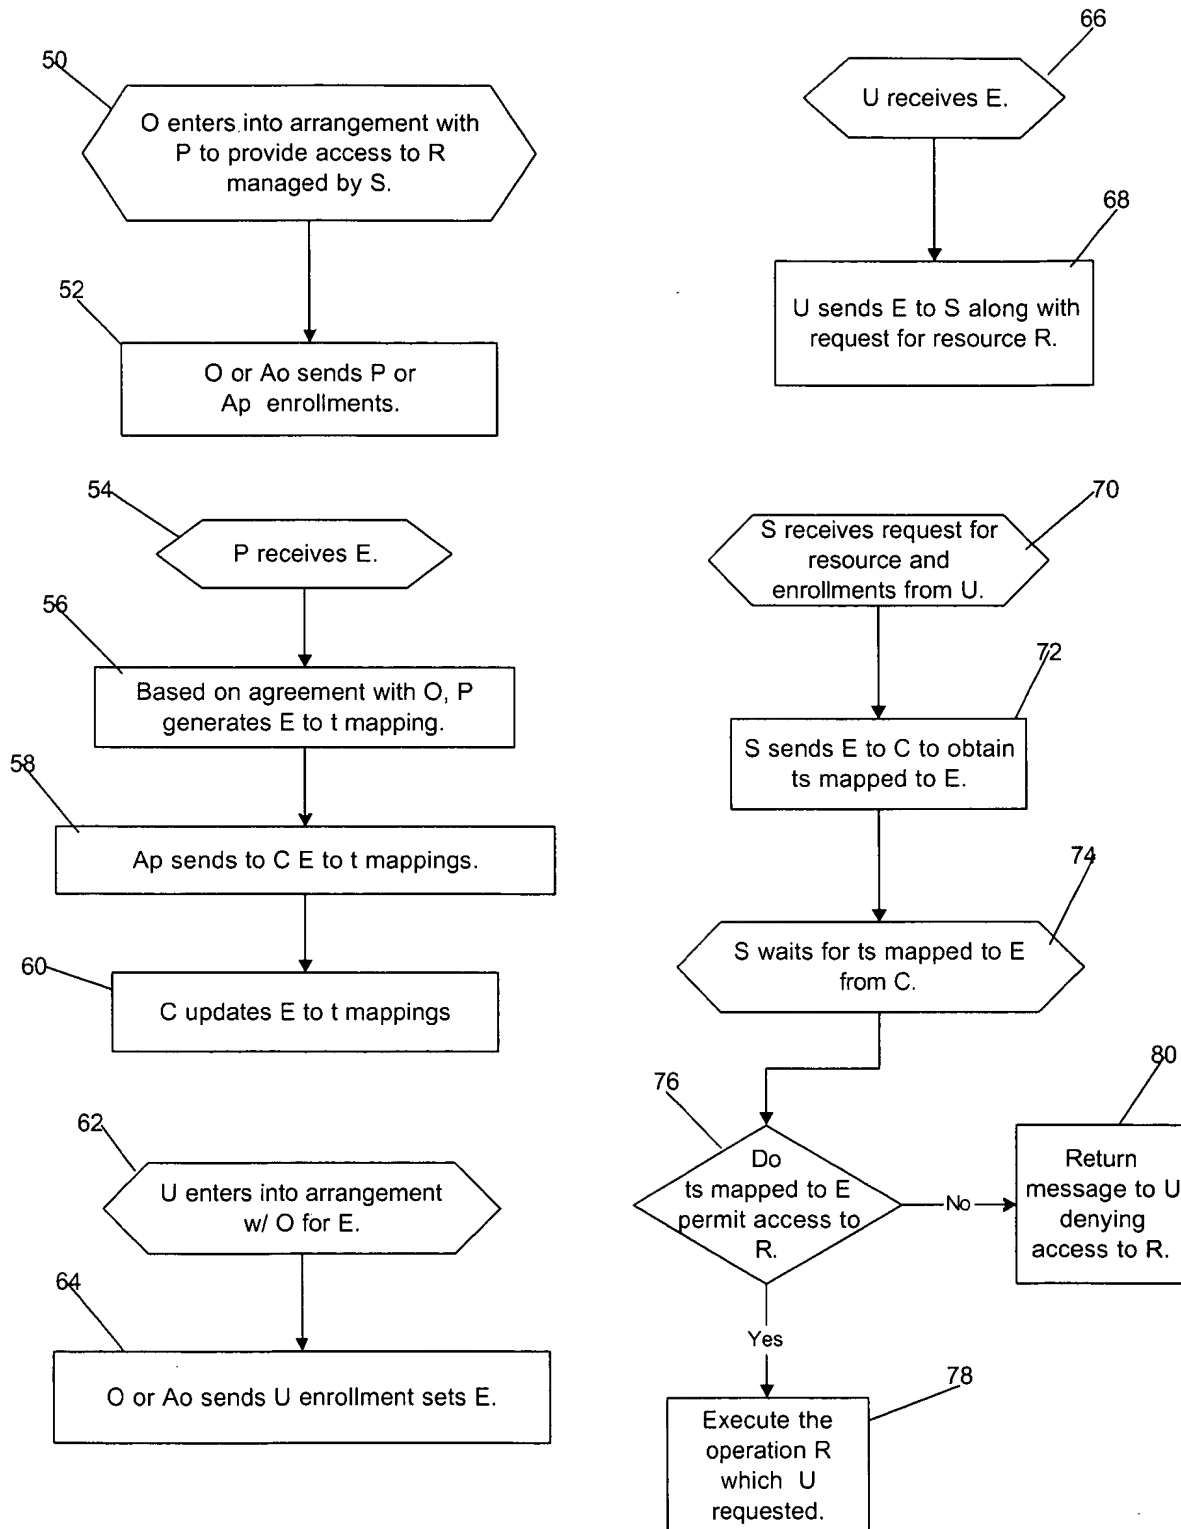 50
O enters into arrangement with
P to provide access to R
managed by S.
52
O or Ao sends P or
Ap enrollments.
54
P receives E.
56
Based on agreement with O, P
generates E to t mapping.
58
Ap sends to C E to t mappings.
60
C updates E to t mappings
62
U enters into arrangement
w/ O for E.
64
O or Ao sends U enrollment sets E.
66
U receives E.
68
U sends E to S along with
request for resource R.
70
S receives request for
resource and
enrollments from U.
72
S sends E to C to obtain
ts mapped to E.
74
S waits for ts mapped to E
from C.
76
Do
ts mapped to E
permit access to
R.
No
80
Return
message to U
denying
access to R.
Yes
78
Execute the
operation R
which U
requested.